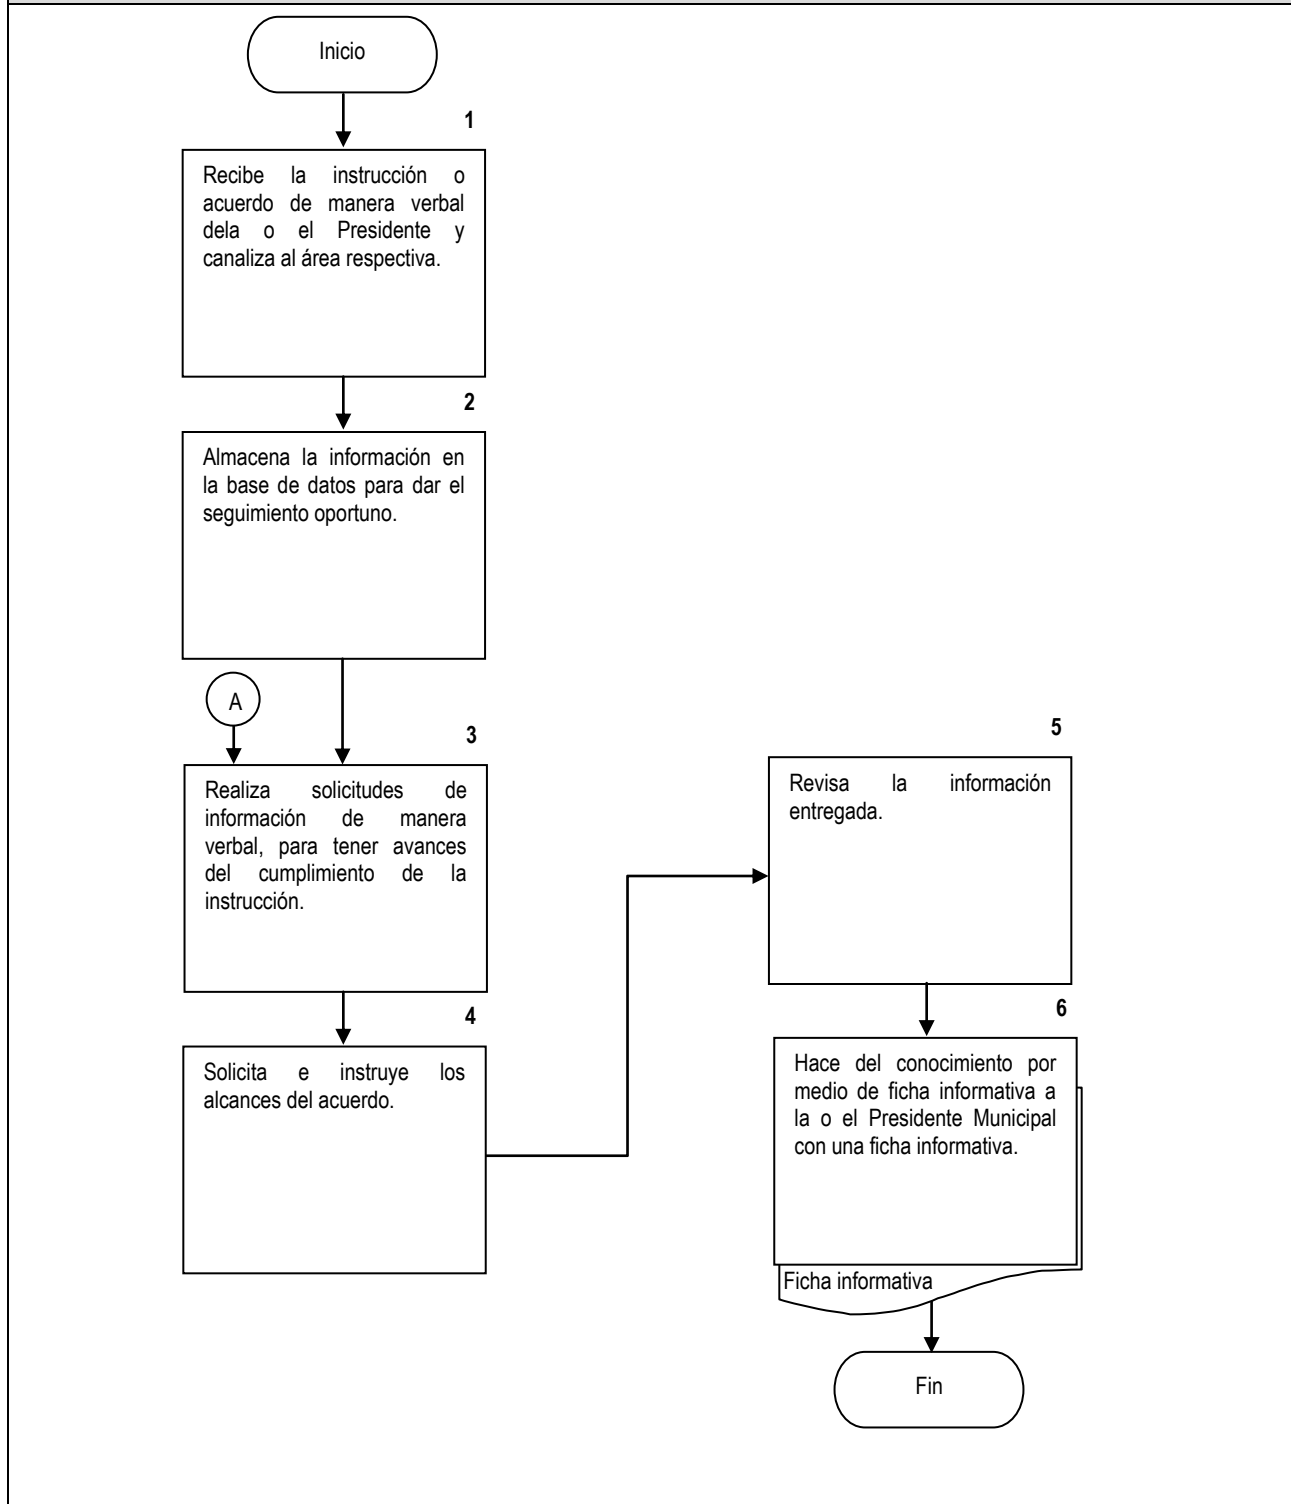 Inicio
1
Recibe la instrucción o
acuerdo de manera verbal
dela o el Presidente y
canaliza al área respectiva.
2
Almacena la información en
la base de datos para dar el
seguimiento oportuno.
A
3
Realiza solicitudes de
información de manera
verbal, para tener avances
del cumplimiento de la
instrucción.
4
Solicita e instruye los
alcances del acuerdo.
5
Revisa la información
entregada.
6
Hace del conocimiento por
medio de ficha informativa a
la o el Presidente Municipal
con una ficha informativa.
Ficha informativa
Fin